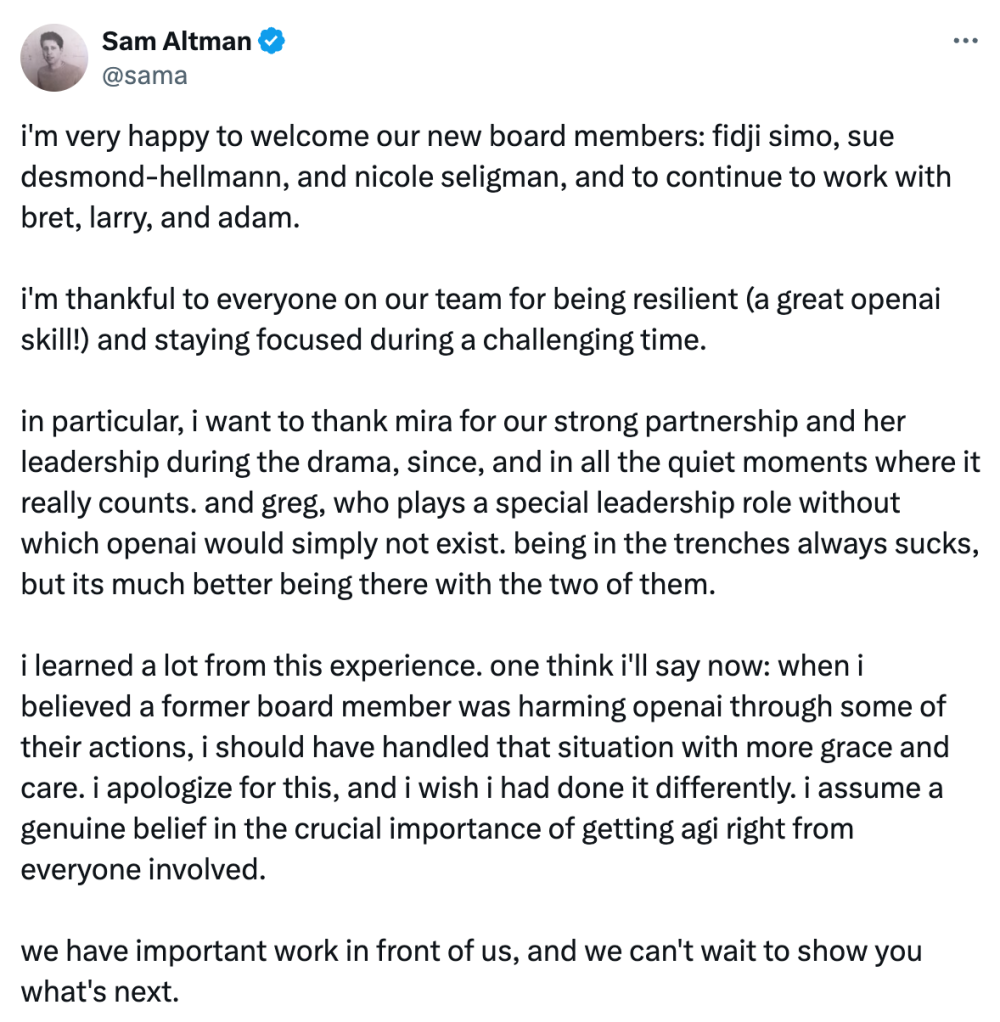 Sam Altman
@sama
i'm very happy to welcome our new board members: fidji simo, sue
desmond-hellmann, and nicole seligman, and to continue to work with
bret, larry, and adam.
i'm thankful to everyone on our team for being resilient (a great openai
skill!) and staying focused during a challenging time.
in particular, i want to thank mira for our strong partnership and her
leadership during the drama, since, and in all the quiet moments where it
really counts. and greg, who plays a special leadership role without
which openai would simply not exist. being in the trenches always sucks,
but its much better being there with the two of them.
i learned a lot from this experience. one think i'll say now: when i
believed a former board member was harming openai through some of
their actions, i should have handled that situation with more grace and
care. i apologize for this, and i wish i had done it differently. i assume a
genuine belief in the crucial importance of getting agi right from
everyone involved.
we have important work in front of us, and we can't wait to show you
what's next.